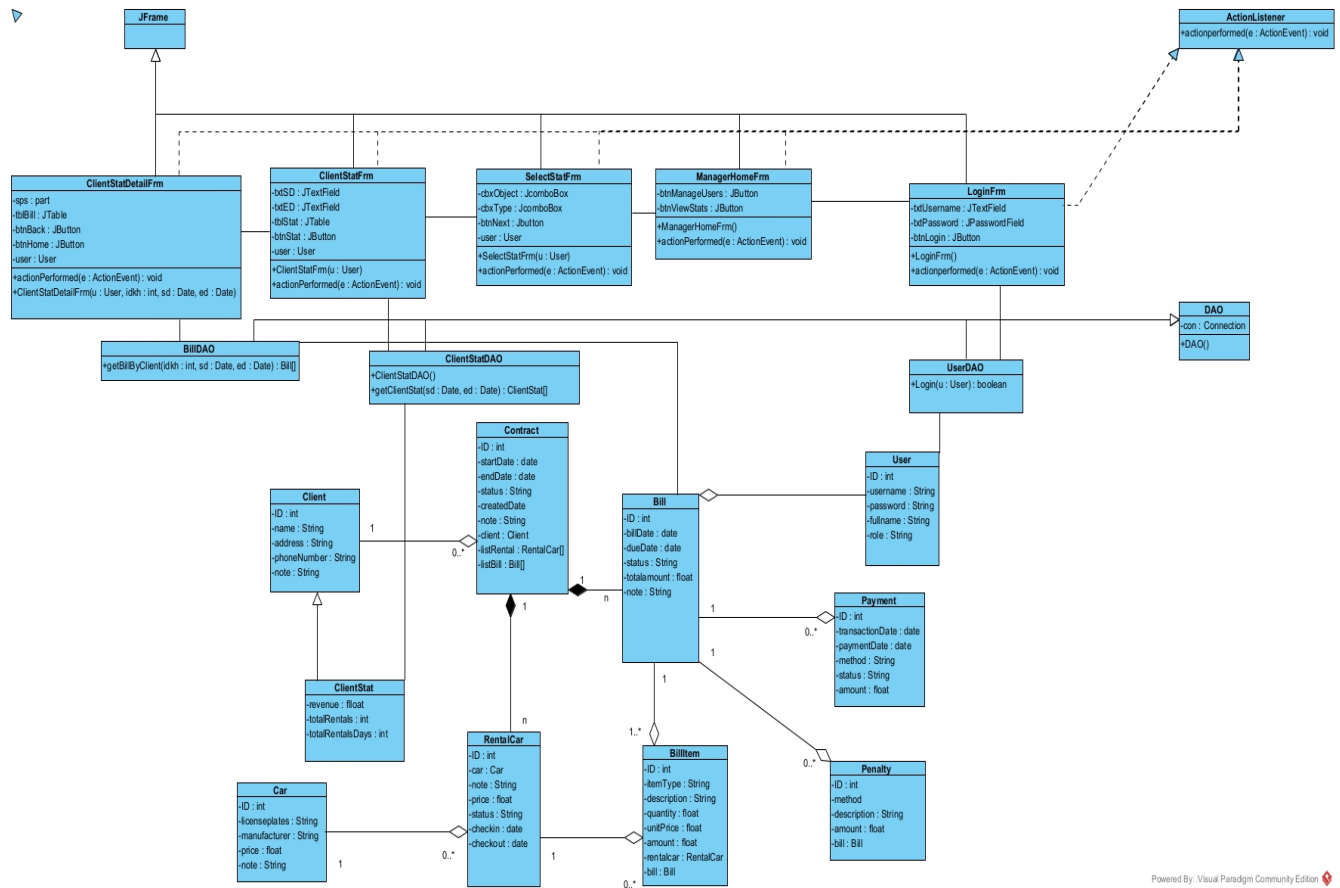 JFrame
ActionListener
+actionperformed(e : ActionEvent) : void
ClientStatDetailFrm
-sps : part
-tblBill : JTable
-btnBack : JButton
-btnHome : JButton
-user : User
+actionPerformed(e : ActionEvent) : void
+ClientStatDetailFrm(u : User, idkh : int, sd : Date, ed : Date)
ClientStatFrm
-txtSD : JTextField
-txtED : JTextField
-tblStat : JTable
-btnStat : JButton
-user : User
+ClientStatFrm(u : User)
+actionPerformed(e : ActionEvent) : void
SelectStatFrm
-cbxObject : JcomboBox
-cbxType : JcomboBox
-btnNext : Jbutton
-user : User
+SelectStatFrm(u : User)
+actionPerformed(e : ActionEvent) : void
ManagerHomeFrm
-btnManageUsers : JButton
-btnViewStats : JButton
+ManagerHomeFrm()
+actionPerformed(e : ActionEvent) : void
LoginFrm
-txtUsername : JTextField
-txtPassword : JPasswordField
-btnLogin : JButton
+LoginFrm()
+actionperformed(e : ActionEvent) : void
DAO
-con : Connection
+DAO()
BillDAO
+getBillByClient(idkh : int, sd : Date, ed : Date) : Bill[]
ClientStatDAO
+ClientStatDAO()
+getClientStat(sd : Date, ed : Date) : ClientStat[]
UserDAO
+Login(u : User) : boolean
Contract
-ID : int
-startDate : date
-endDate : date
-status : String
-createdDate
-note : String
-client : Client
-listRental : RentalCar[]
-listBill : Bill[]
User
-ID : int
-username : String
-password : String
-fullname : String
-role : String
Client
-ID : int
-name : String
-address : String
-phoneNumber : String
-note : String
1
0..*
Bill
-ID : int
-billDate : date
-dueDate : date
-status : String
-totalamount : float
-note : String
1
n
1
n
Payment
-ID : int
-transactionDate : date
-paymentDate : date
-method : String
-status : String
-amount : float
1
0..*
1
0..*
1
1..*
ClientStat
-revenue : flloat
-totalRentals : int
-totalRentalsDays : int
RentalCar
-ID : int
-car : Car
-note : String
-price : float
-status : String
-checkin : date
-checkout : date
BillItem
-ID : int
-itemType : String
-description : String
-quantity : float
-unitPrice : float
-amount : float
-rentalcar : RentalCar
-bill : Bill
Penalty
-ID : int
-method
-description : String
-amount : float
-bill : Bill
Car
-ID : int
-licenseplates : String
-manufacturer : String
-price : float
-note : String
1
0..*
1
0..*
Powered By: Visual Paradigm Community Edition